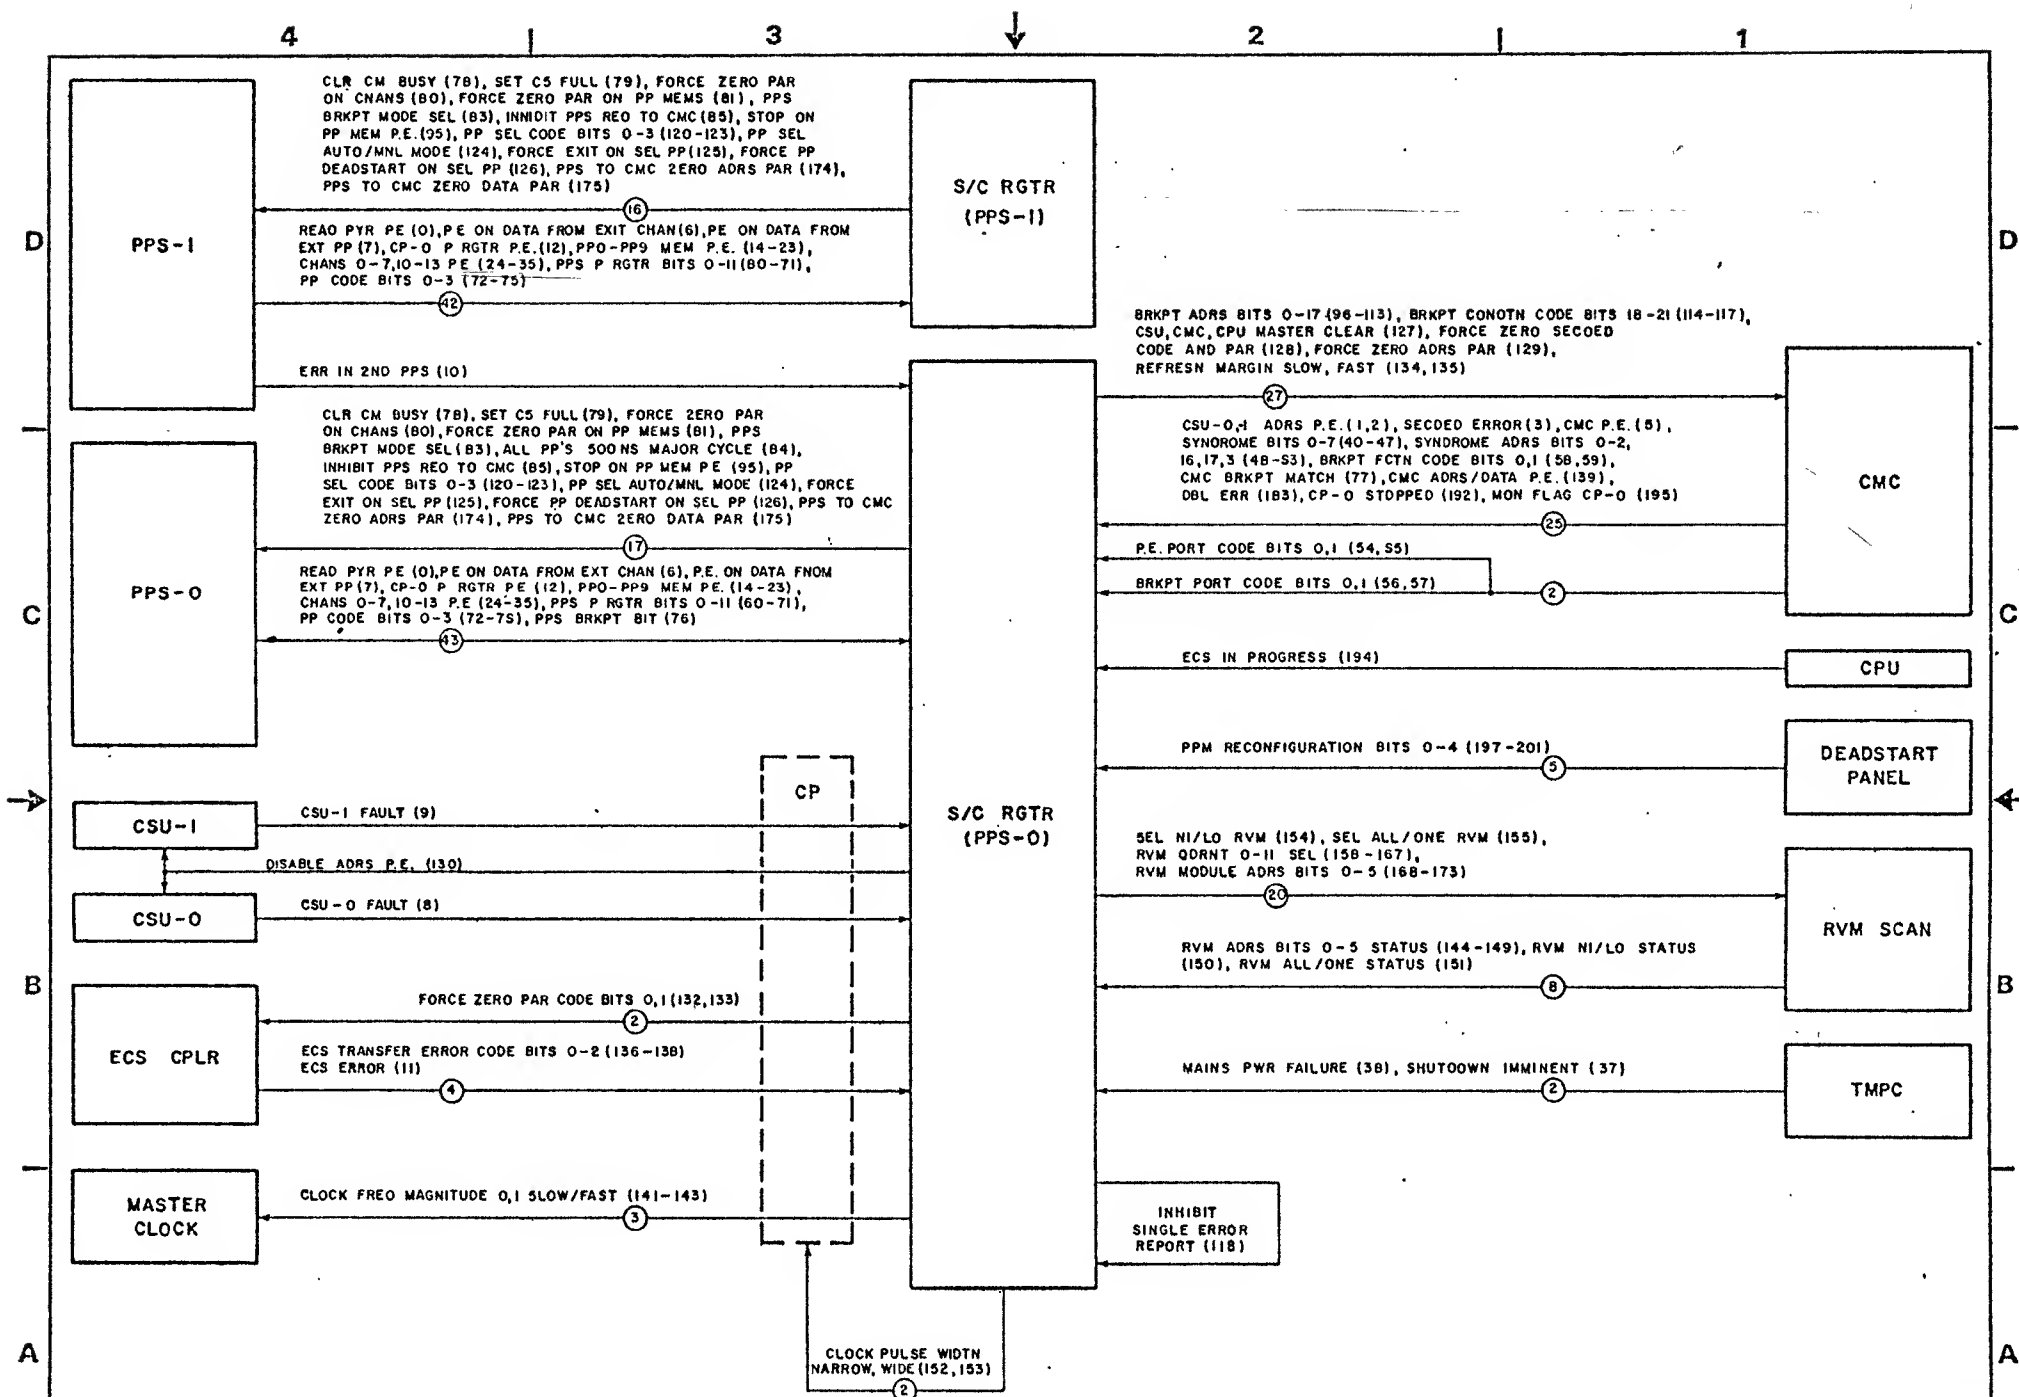 4 3 2 1
CLR CM BUSY (78), SET C5 FULL (79), FORCE ZERO PAR
ON CNANS (80), FORCE ZERO PAR ON PP MEMS (81), PPS
BRKPT MODE SEL (83), INNIDIT PPS REO TO CMC (85), STOP ON
PP MEM P.E. (95), PP SEL CODE BITS 0-3 (120-123), PP SEL
AUTO/MNL MODE (124), FORCE EXIT ON SEL PP (125), FORCE PP
DEADSTART ON SEL PP (126), PPS TO CMC ZERO ADRS PAR (174),
PPS TO CMC ZERO DATA PAR (175)
16
D
PPS-1
READ PYR PE (0), PE ON DATA FROM EXIT CHAN (6), PE ON DATA FROM
EXT PP (7), CP-0 P RGTR P.E. (12), PP0-PP9 MEM P.E. (14-23),
CHANS 0-7,10-13 PE (24-35), PPS P RGTR BITS 0-11 (80-71),
PP CODE BITS 0-3 (72-75)
42
S/C RGTR
(PPS-1)
D
ERR IN 2ND PPS (10)
BRKPT ADRS BITS 0-17 (96-113), BRKPT CONOTN CODE BITS 18-21 (114-117),
CSU, CMC, CPU MASTER CLEAR (127), FORCE ZERO SECOED
CODE AND PAR (128), FORCE ZERO ADRS PAR (129),
REFRESN MARGIN SLOW, FAST (134, 135)
27
CLR CM BUSY (78), SET C5 FULL (79), FORCE 2ERO PAR
ON CHANS (80), FORCE ZERO PAR ON PP MEMS (81), PPS
BRKPT MODE SEL (83), ALL PP'S 500 NS MAJOR CYCLE (84),
INHIBIT PPS REO TO CMC (85), STOP ON PP MEM PE (95), PP
SEL CODE BITS 0-3 (120-123), PP SEL AUTO/MNL MODE (124), FORCE
EXIT ON SEL PP (125), FORCE PP DEADSTART ON SEL PP (126), PPS TO CMC
ZERO ADRS PAR (174), PPS TO CMC 2ERO DATA PAR (175)
17
CSU-0,1 ADRS P.E. (1,2), SECDED ERROR (3), CMC P.E. (5),
SYNOROME BITS 0-7 (40-47), SYNDROME ADRS BITS 0-2,
16,17,3 (48-S3), BRKPT FCTN CODE BITS 0,1 (58,59),
CMC BRKPT MATCH (77), CMC ADRS/DATA P.E. (139),
DBL ERR (183), CP-0 STOPPED (192), MON FLAG CP-0 (195)
25
CMC
P.E. PORT CODE BITS 0,1 (54, S5)
BRKPT PORT CODE BITS 0,1 (56,57)
2
C
PPS-0
READ PYR PE (0), PE ON DATA FROM EXT CHAN (6), P.E. ON DATA FNOM
EXT PP (7), CP-0 P RGTR PE (12), PP0-PP9 MEM PE. (14-23),
CHANS 0-7,10-13 P.E (24-35), PPS P RGTR BITS 0-11 (60-71),
PP CODE BITS 0-3 (72-7S), PPS BRKPT BIT (76)
43
C
ECS IN PROGRESS (194)
CPU
PPM RECONFIGURATION BITS 0-4 (197-201)
5
DEADSTART
PANEL
CP
S/C RGTR
(PPS-0)
CSU-1
CSU-1 FAULT (9)
DISABLE ADRS P.E. (130)
CSU-0
CSU-0 FAULT (8)
SEL NI/LO RVM (154), SEL ALL/ONE RVM (155),
RVM QDRNT 0-11 SEL (158-167),
RVM MODULE ADRS BITS 0-5 (168-173)
20
RVM SCAN
RVM ADRS BITS 0-5 STATUS (144-149), RVM NI/LO STATUS
(150), RVM ALL/ONE STATUS (151)
8
B
ECS CPLR
FORCE ZERO PAR CODE BITS 0,1 (132,133)
2
ECS TRANSFER ERROR CODE BITS 0-2 (136-138)
ECS ERROR (11)
4
B
MAINS PWR FAILURE (38), SHUTOOWN IMMINENT (37)
2
TMPC
MASTER
CLOCK
CLOCK FREO MAGNITUDE 0,1 SLOW/FAST (141-143)
3
INHIBIT
SINGLE ERROR
REPORT (118)
A
CLOCK PULSE WIDTN
NARROW, WIDE (152,153)
2
A